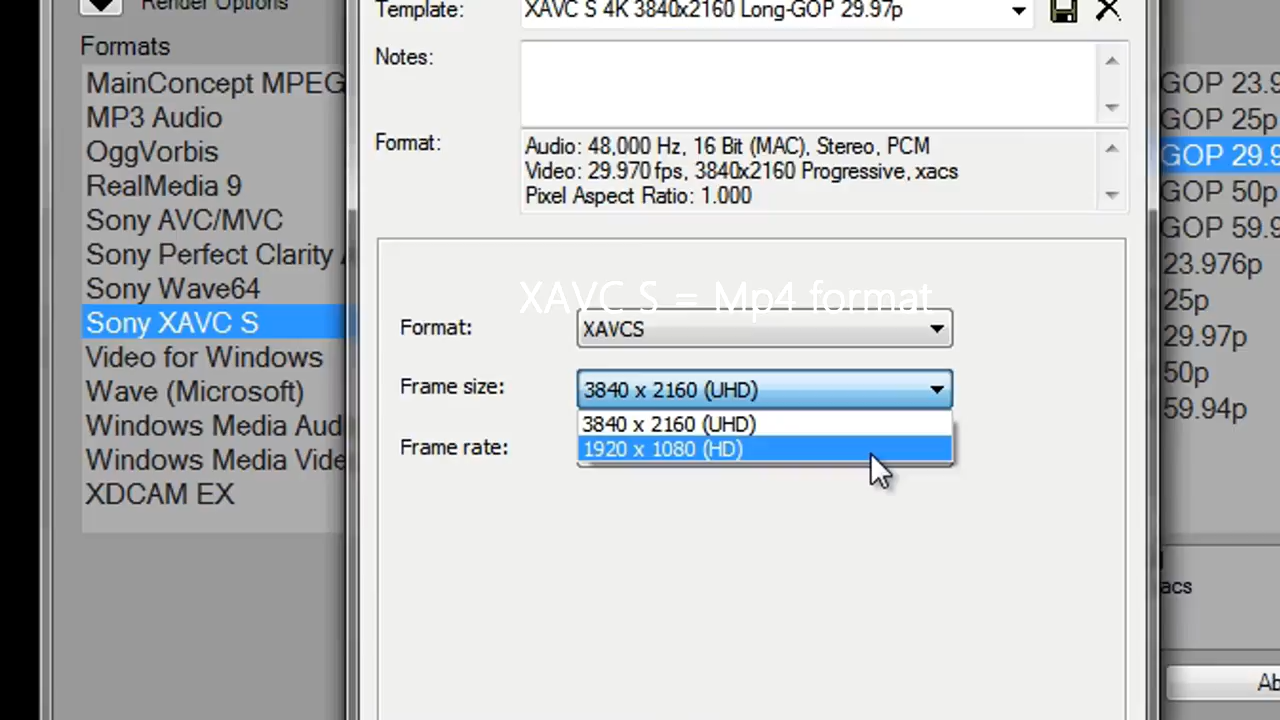 Render Options
Formats
MainConcept MPEG
MP3 Audio
OggVorbis
RealMedia 9
Sony AVC/MVC
Sony Perfect Clarity
Sony Wave64
Sony XAVC S
Video for Windows
Wave (Microsoft)
Windows Media Aud
Windows Media Vide
XDCAM EX
Template:
XAVC S 4K 3840x2160 Long-GOP 29.97p
Notes:
Format:
Audio: 48,000 Hz, 16 Bit (MAC), Stereo, PCM
Video: 29.970 fps, 3840x2160 Progressive, xacs
Pixel Aspect Ratio: 1.000
XAVC S = Mp4 format
Format:
XAVCS
Frame size:
3840 x 2160 (UHD)
3840 x 2160 (UHD)
1920 x 1080 (HD)
Frame rate:
GOP 23.9
GOP 25p
GOP 29.9
GOP 50p
GOP 59.9
23.976p
25p
29.97p
50p
59.94p
acs
Ab